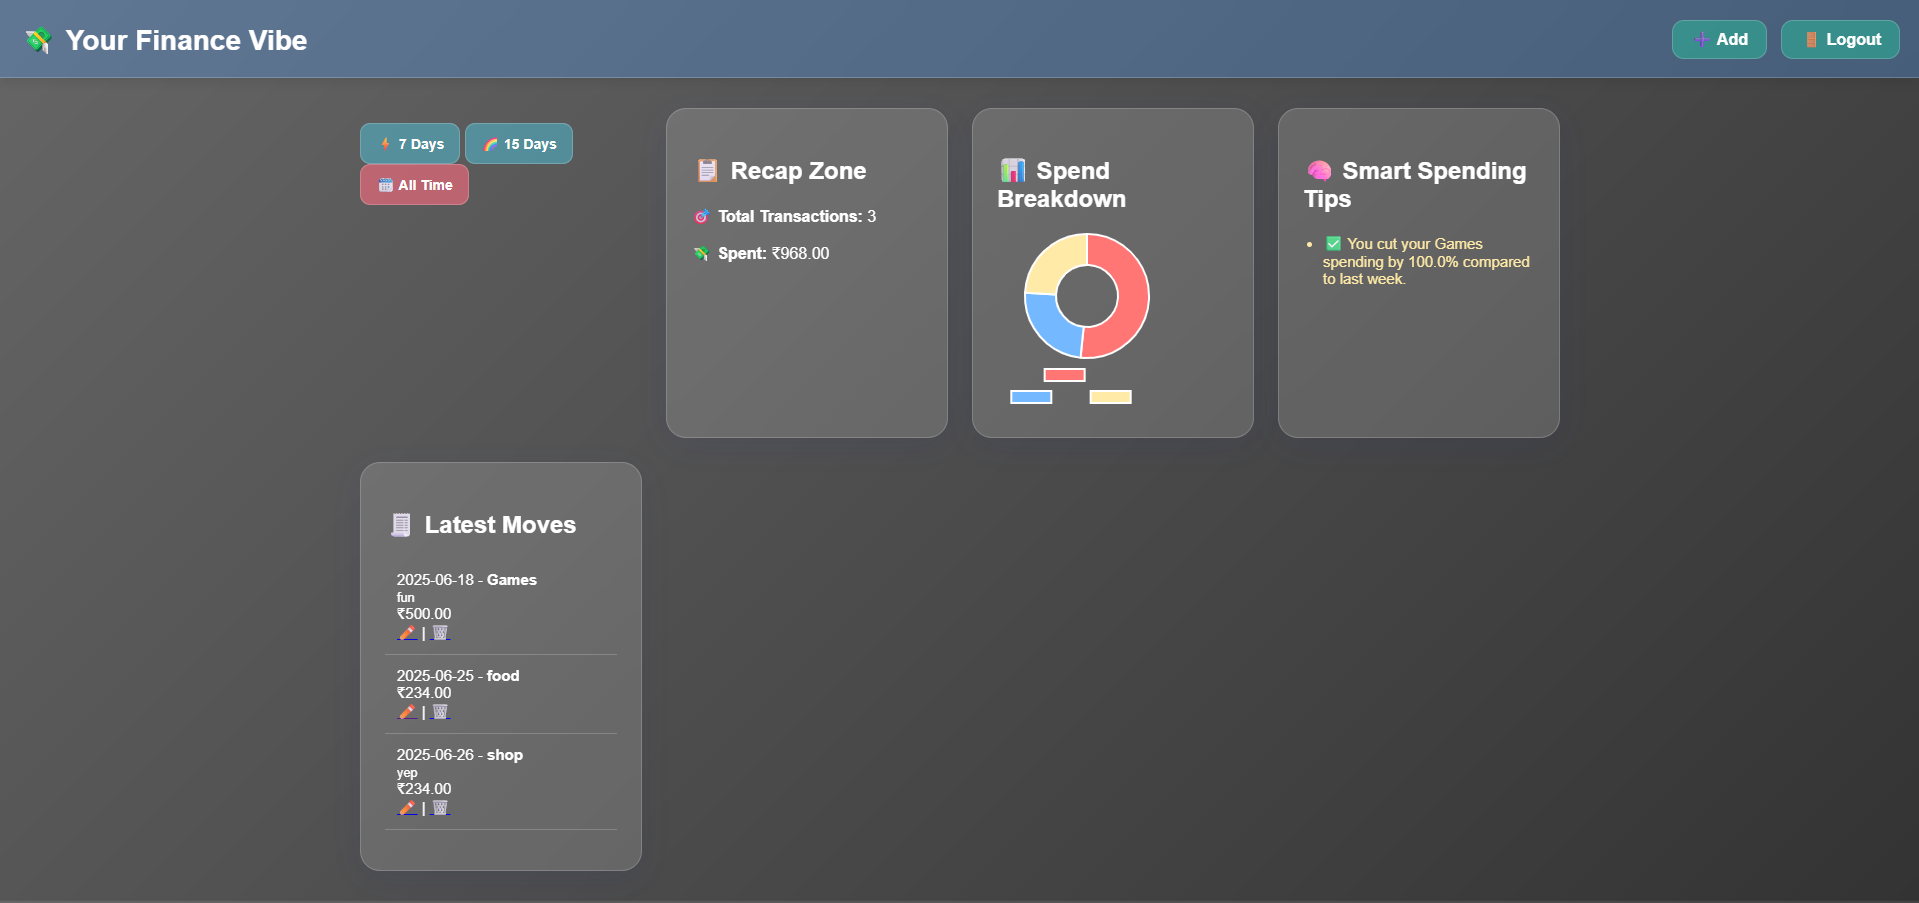 Your Finance Vibe
Add
Logout
7 Days
15 Days
All Time
Recap Zone
Total Transactions: 3
Spent: ₹968.00
Spend
Breakdown
Smart Spending
Tips
• You cut your Games
spending by 100.0% compared
to last week.
Latest Moves
2025-06-18 - Games
fun
₹500.00
|
2025-06-25 - food
₹234.00
|
2025-06-26 - shop
yep
₹234.00
|